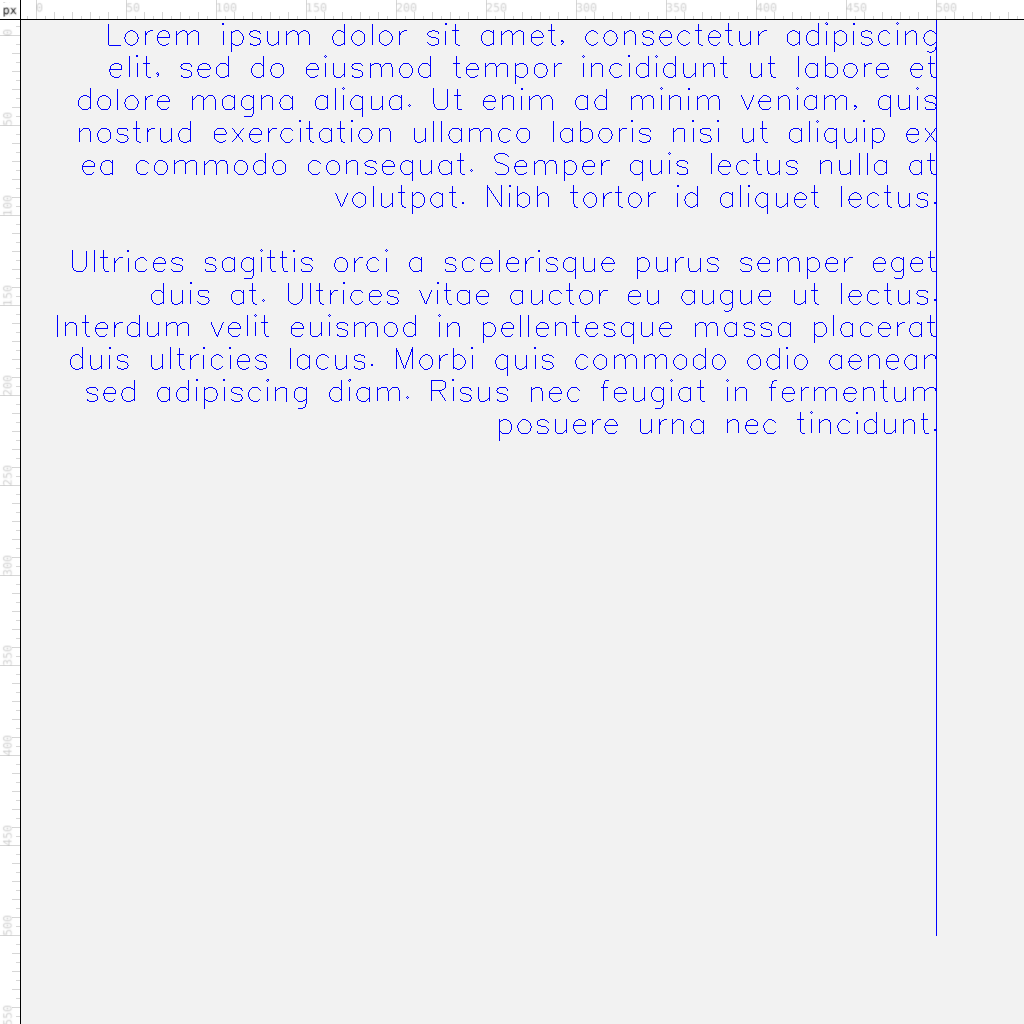 px
0 50 100 150 200 250 300 350 400 450 500
0
50
100
150
200
250
300
350
400
450
500
550
Lorem ipsum dolor sit amet, consectetur adipiscing
elit, sed do eiusmod tempor incididunt ut labore et
dolore magna aliqua. Ut enim ad minim veniam, quis
nostrud exercitation ullamco laboris nisi ut aliquip ex
ea commodo consequat. Semper quis lectus nulla at
volutpat. Nibh tortor id aliquet lectus.
Ultrices sagittis orci a scelerisque purus semper eget
duis at. Ultrices vitae auctor eu augue ut lectus.
Interdum velit euismod in pellentesque massa placerat
duis ultricies lacus. Morbi quis commodo odio aenean
sed adipiscing diam. Risus nec feugiat in fermentum
posuere urna nec tincidunt.